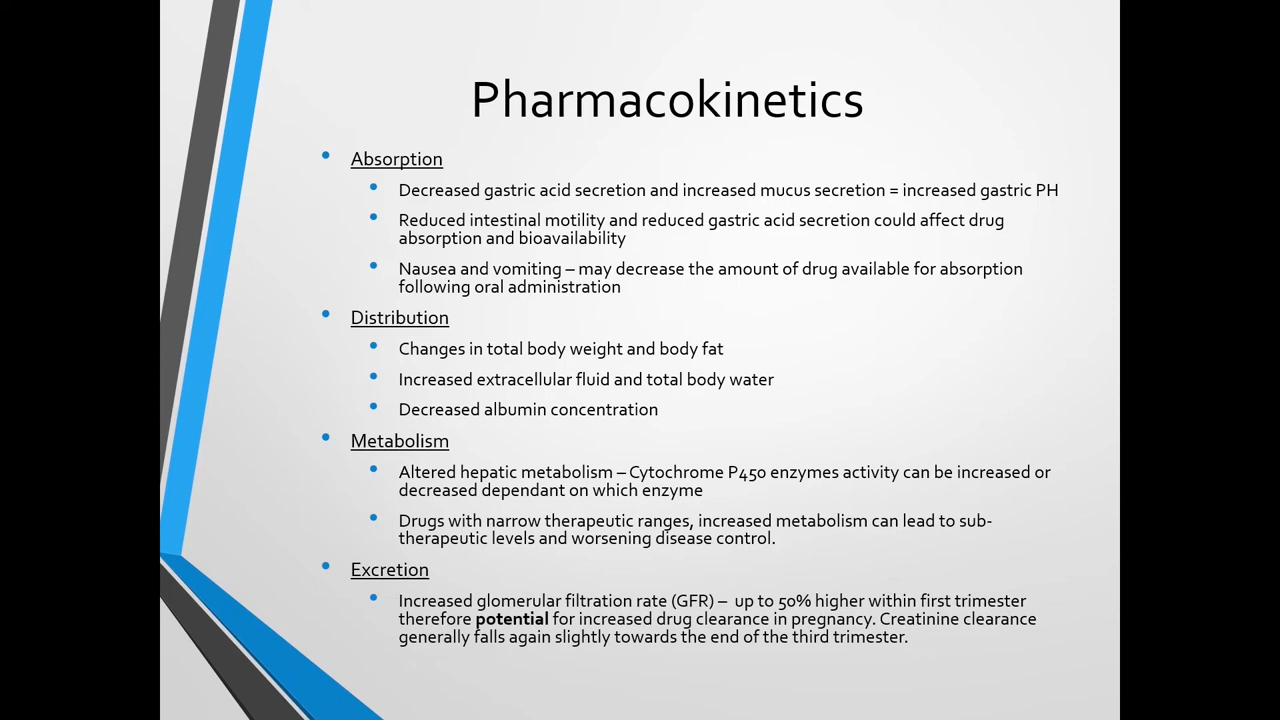 Pharmacokinetics
• Absorption
• Decreased gastric acid secretion and increased mucus secretion = increased gastric PH
• Reduced intestinal motility and reduced gastric acid secretion could affect drug
absorption and bioavailability
• Nausea and vomiting – may decrease the amount of drug available for absorption
following oral administration
• Distribution
• Changes in total body weight and body fat
• Increased extracellular fluid and total body water
• Decreased albumin concentration
• Metabolism
• Altered hepatic metabolism – Cytochrome P450 enzymes activity can be increased or
decreased dependant on which enzyme
• Drugs with narrow therapeutic ranges, increased metabolism can lead to sub-
therapeutic levels and worsening disease control.
• Excretion
• Increased glomerular filtration rate (GFR) – up to 50% higher within first trimester
therefore potential for increased drug clearance in pregnancy. Creatinine clearance
generally falls again slightly towards the end of the third trimester.